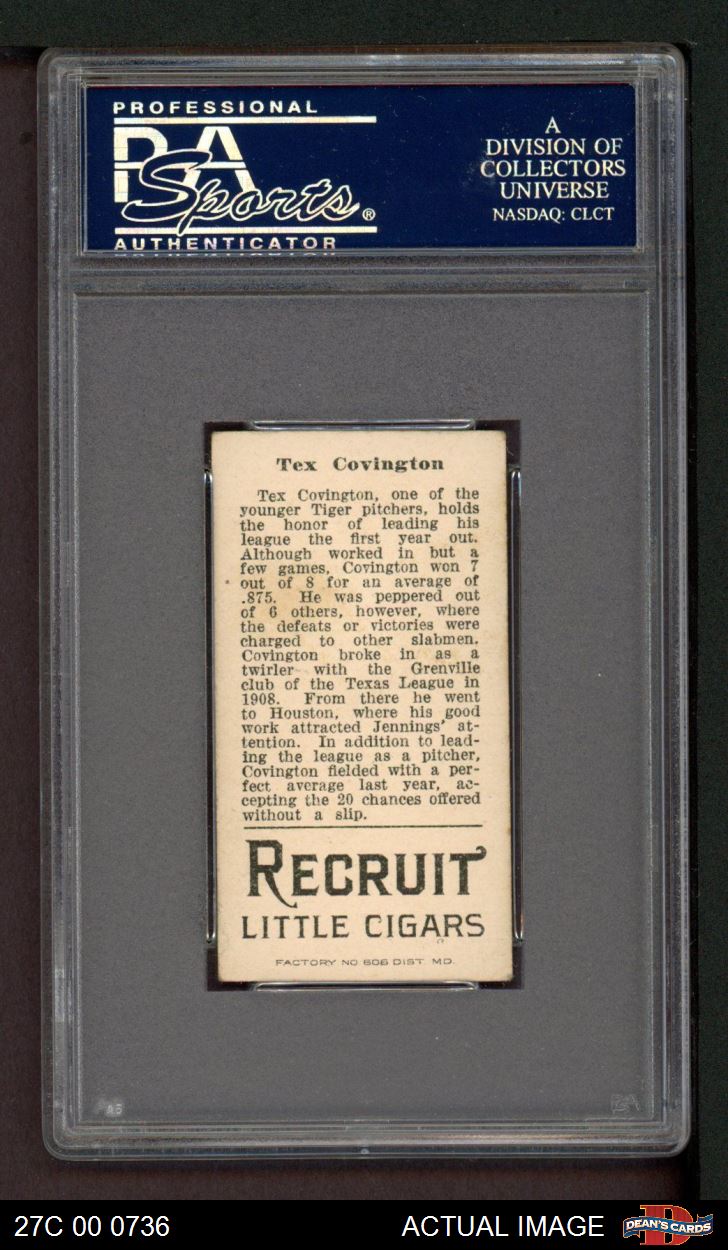 PROFESSIONAL
PSA
Sports®
AUTHENTICATOR
A
DIVISION OF
COLLECTORS
UNIVERSE
NASDAQ: CLCT
Tex Covington
Tex Covington, one of the
younger Tiger pitchers, holds
the honor of leading his
league the first year out.
Although worked in but a
few games, Covington won 7
out of 8 for an average of
.875. He was peppered out
of 6 others, however, where
the defeats or victories were
charged to other slabmen.
Covington broke in as a
twirler with the Grenville
club of the Texas League in
1908. From there he went
to Houston, where his good
work attracted Jennings' at-
tention. In addition to lead-
ing the league as a pitcher,
Covington fielded with a per-
fect average last year, ac-
cepting the 20 chances offered
without a slip.
RECRUIT
LITTLE CIGARS
FACTORY NO 606 DIST. MD.
27C 00 0736
ACTUAL IMAGE
DEAN'S CARDS